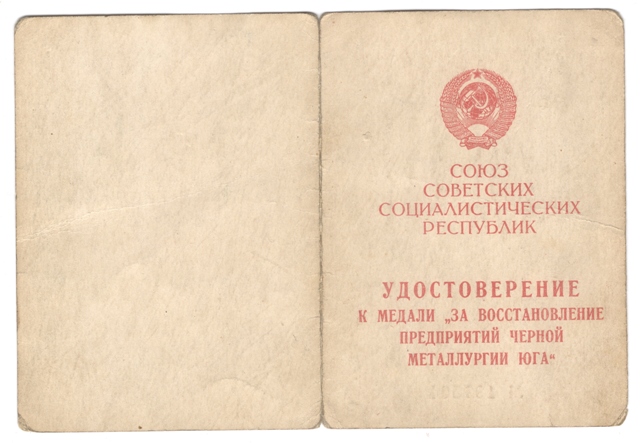 СОЮЗ
СОВЕТСКИХ
СОЦИАЛИСТИЧЕСКИХ
РЕСПУБЛИК
УДОСТОВЕРЕНИЕ
К МЕДАЛИ „ЗА ВОССТАНОВЛЕНИЕ
ПРЕДПРИЯТИЙ ЧЕРНОЙ
МЕТАЛЛУРГИИ ЮГА“